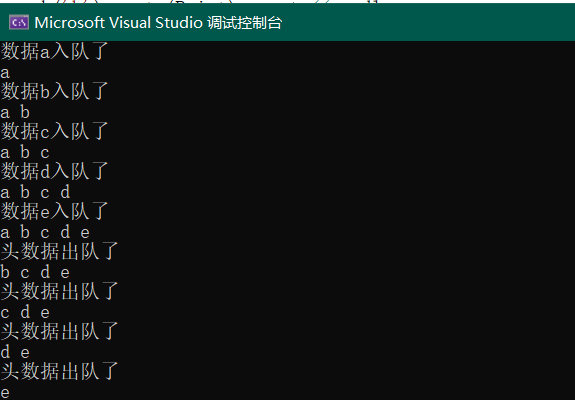 Microsoft Visual Studio 调试控制台
数据a入队了
a
数据b入队了
a b
数据c入队了
a b c
数据d入队了
a b c d
数据e入队了
a b c d e
头数据出队了
b c d e
头数据出队了
c d e
头数据出队了
d e
头数据出队了
e